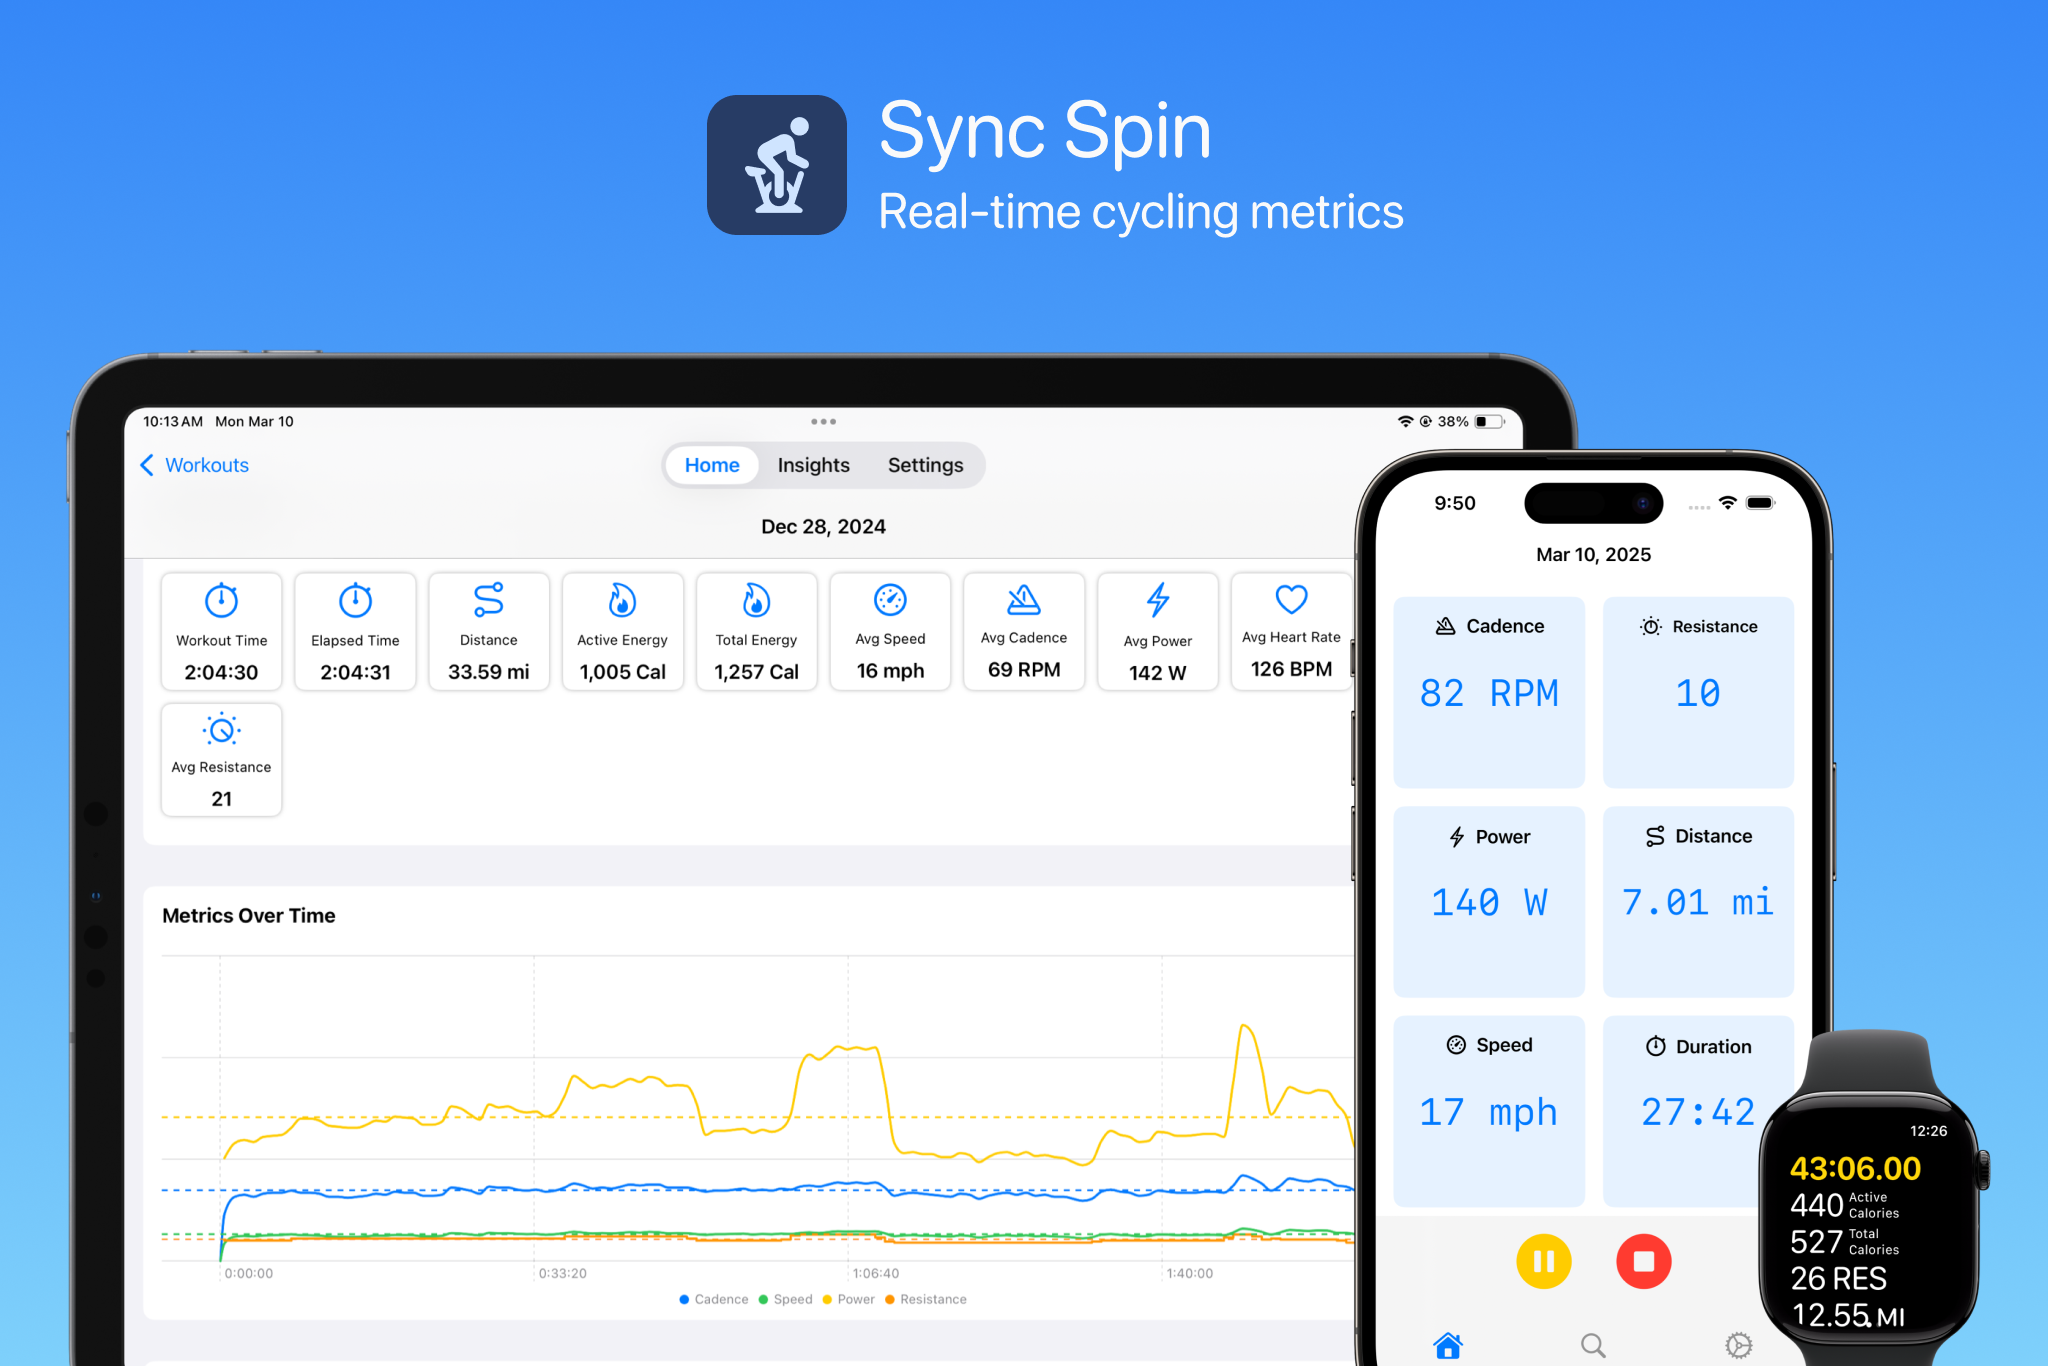 Sync Spin
Real-time cycling metrics
10:13 AM Mon Mar 10
38%
Workouts
Home Insights Settings
Dec 28, 2024
Workout Time
2:04:30
Elapsed Time
2:04:31
Distance
33.59 mi
Active Energy
1,005 Cal
Total Energy
1,257 Cal
Avg Speed
16 mph
Avg Cadence
69 RPM
Avg Power
142 W
Avg Heart Rate
126 BPM
Avg Resistance
21
Metrics Over Time
0:00:00 0:33:20 1:06:40 1:40:00
Cadence Speed Power Resistance
9:50
Mar 10, 2025
Cadence
82 RPM
Resistance
10
Power
140 W
Distance
7.01 mi
Speed
17 mph
Duration
27:42
12:26
43:06.00
440 Active Calories
527 Total Calories
26 RES
12.55 MI